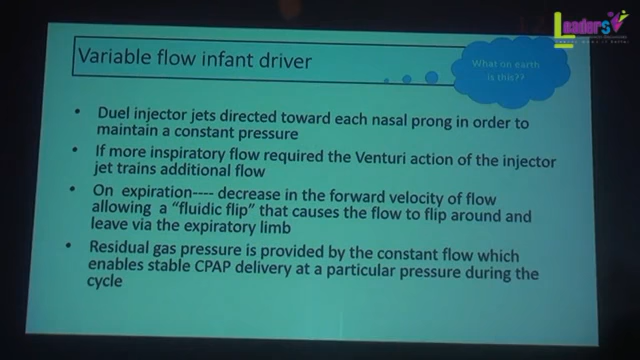 Leaders
Variable flow infant driver
What on earth
is this??
• Duel injector jets directed toward each nasal prong in order to
maintain a constant pressure
• If more inspiratory flow required the Venturi action of the injector
jet trains additional flow
• On expiration---- decrease in the forward velocity of flow
allowing a “fluidic flip” that causes the flow to flip around and
leave via the expiratory limb
• Residual gas pressure is provided by the constant flow which
enables stable CPAP delivery at a particular pressure during the
cycle